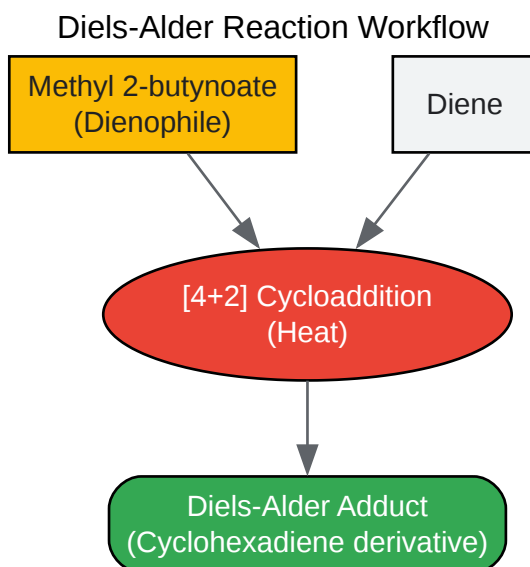 Diels-Alder Reaction Workflow
Methyl 2-butynoate
(Dienophile)
Diene
[4+2] Cycloaddition
(Heat)
Diels-Alder Adduct
(Cyclohexadiene derivative)